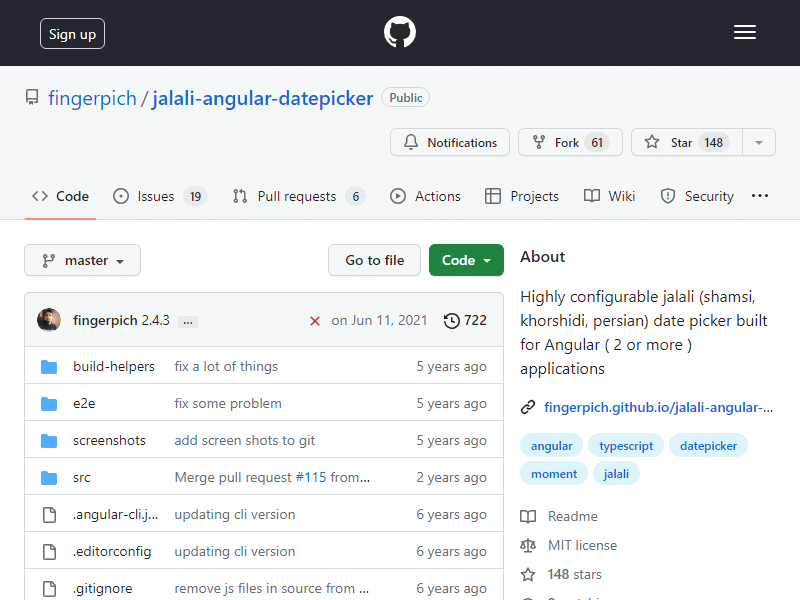 Sign up
fingerpich / jalali-angular-datepicker Public
Notifications Fork 61 Star 148
Code Issues 19 Pull requests 6 Actions Projects Wiki Security
master Go to file Code
fingerpich 2.4.3 … on Jun 11, 2021 722
build-helpers fix a lot of things 5 years ago
e2e fix some problem 5 years ago
screenshots add screen shots to git 5 years ago
src Merge pull request #115 from… 2 years ago
.angular-cli.j… updating cli version 6 years ago
.editorconfig updating cli version 6 years ago
.gitignore remove js files in source from … 6 years ago
About
Highly configurable jalali (shamsi,
khorshidi, persian) date picker built
for Angular ( 2 or more )
applications
fingerpich.github.io/jalali-angular-…
angular typescript datepicker
moment jalali
Readme
MIT license
148 stars